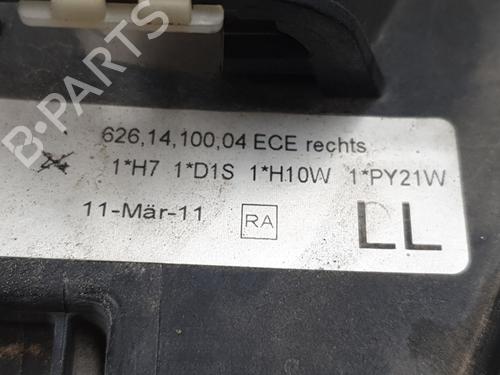 B-PARTS
626,14,100,04 ECE rechts
1*H7 1*D1S 1*H10W 1*PY21W
11-Mär-11 RA LL